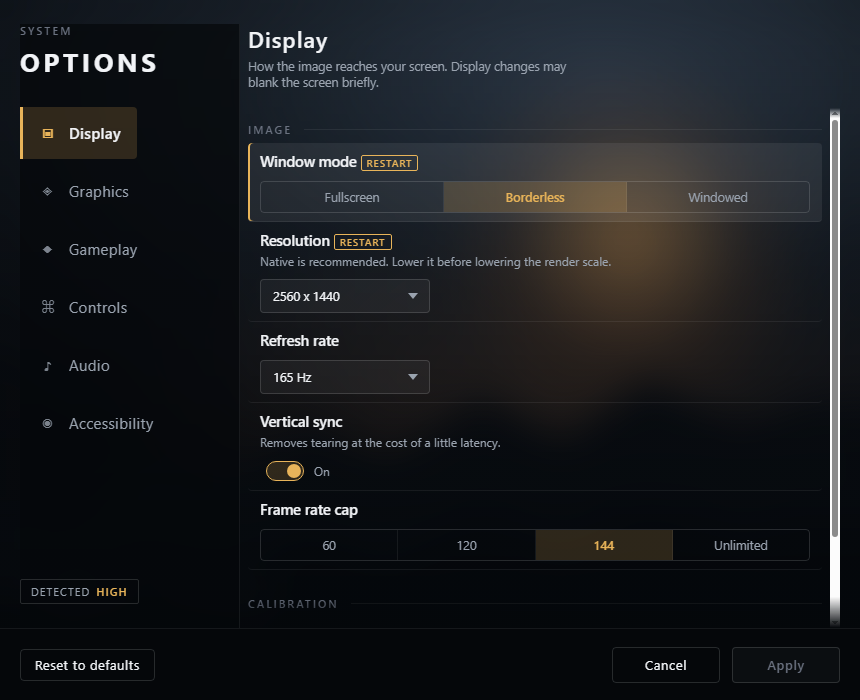 SYSTEM
OPTIONS
Display
Graphics
Gameplay
Controls
Audio
Accessibility
DETECTED HIGH
Display
How the image reaches your screen. Display changes may
blank the screen briefly.
IMAGE
Window mode RESTART
Fullscreen Borderless Windowed
Resolution RESTART
Native is recommended. Lower it before lowering the render scale.
2560 x 1440
Refresh rate
165 Hz
Vertical sync
Removes tearing at the cost of a little latency.
On
Frame rate cap
60 120 144 Unlimited
CALIBRATION
Reset to defaults Cancel Apply